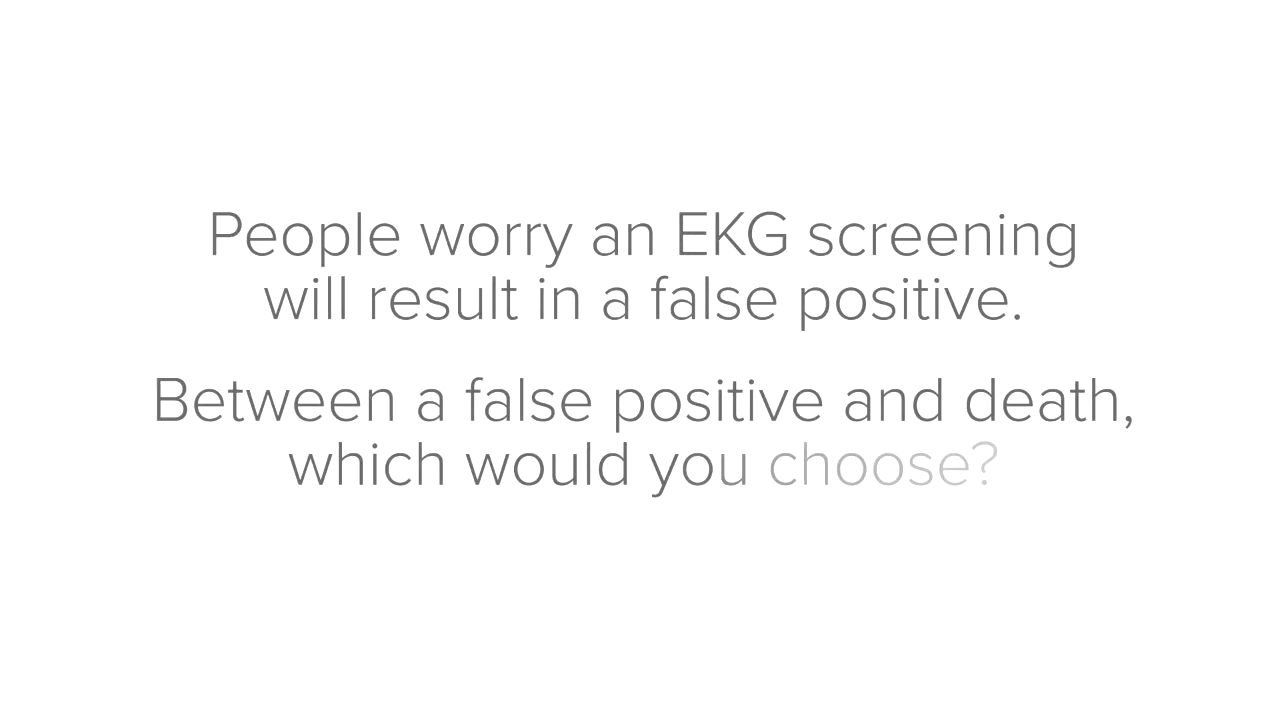 People worry an EKG screening
will result in a false positive.
Between a false positive and death,
which would you choose?